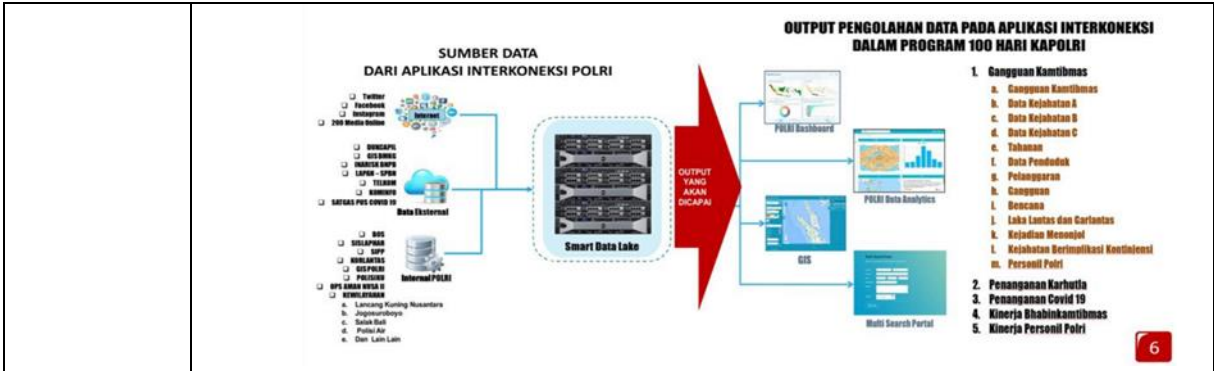 SUMBER DATA
DARI APLIKASI INTERKONEKSI POLRI
Twitter
Facebook
Instagram
200 Media Online
Internet
DUKCAPIL
GIS BMKG
INARISK BNPB
LAPAN - SPBN
TELKOM
KOMINFO
SATGAS PUS COVID 19
Data Eksternal
BOS
SISLAPHAR
SIPP
KORLANTAS
GIS POLRI
POLISIKU
OPS AMAN NUSA II
KEWILAYAHAN
a. Lancang Kuning Nusantara
b. Jogosuroboyo
c. Salak Bali
d. Polisi Air
e. Dan Lain Lain
Internal POLRI
Smart Data Lake
OUTPUT
YANG
AKAN
DICAPAI
OUTPUT PENGOLAHAN DATA PADA APLIKASI INTERKONEKSI
DALAM PROGRAM 100 HARI KAPOLRI
POLRI Dashboard
POLRI Data Analytics
GIS
Multi Search Portal
1. Gangguan Kamtibmas
a. Gangguan Kamtibmas
b. Data Kejahatan A
c. Data Kejahatan B
d. Data Kejahatan C
e. Tahanan
f. Data Penduduk
g. Pelanggaran
h. Gangguan
i. Bencana
j. Laka Lantas dan Garlantas
k. Kejadian Menonjol
l. Kejahatan Berimplikasi Kontinjensi
m. Personil Polri
2. Penanganan Karhutla
3. Penanganan Covid 19
4. Kinerja Bhabinkamtibmas
5. Kinerja Personil Polri
6